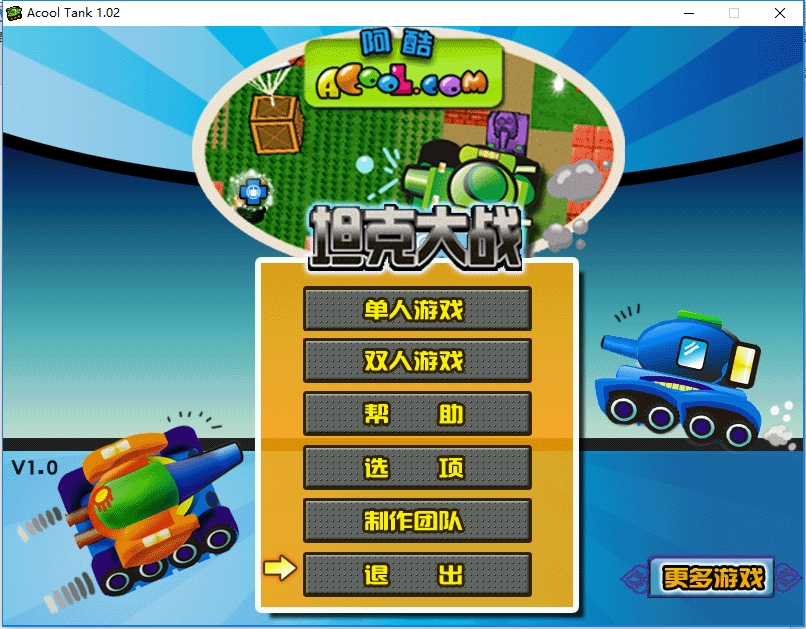 Acool Tank 1.02
阿酷
ACOOL.COM
坦克大战
单人游戏
双人游戏
帮 助
选 项
V1.0
制作团队
退 出
更多游戏